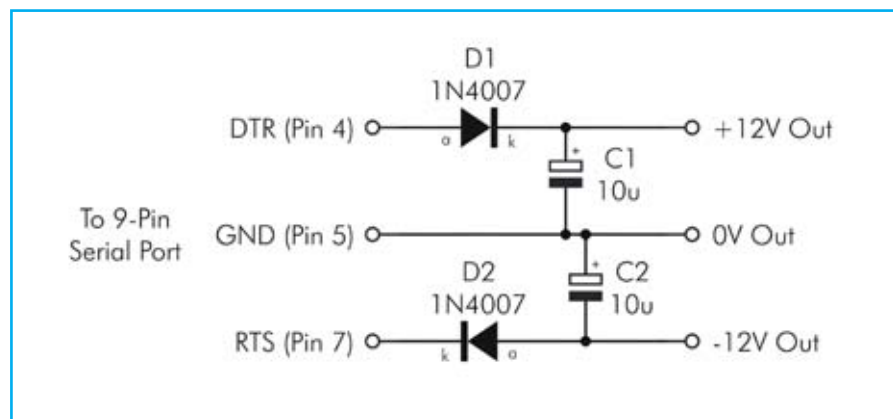 D1
1N4007
DTR (Pin 4)
a
k
+12V Out
+
C1
10u
To 9-Pin
Serial Port
GND (Pin 5)
0V Out
D2
1N4007
+
C2
10u
RTS (Pin 7)
k
a
-12V Out